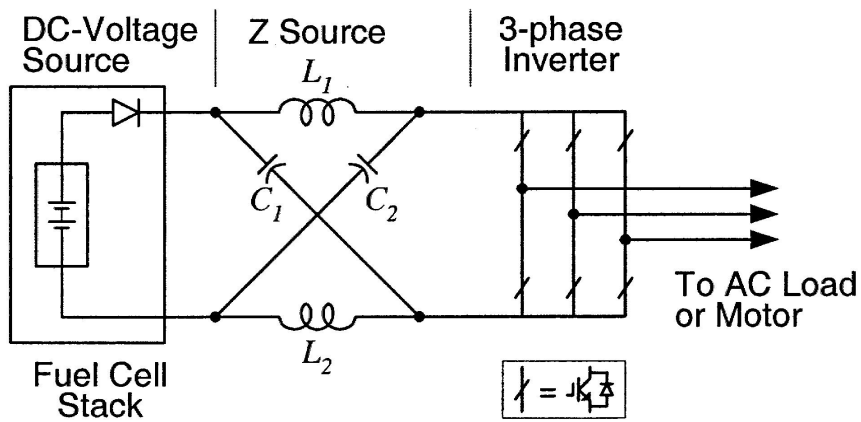 DC-Voltage
Source
Z Source
3-phase
Inverter
L1
C1
C2
L2
To AC Load
or Motor
Fuel Cell
Stack
=